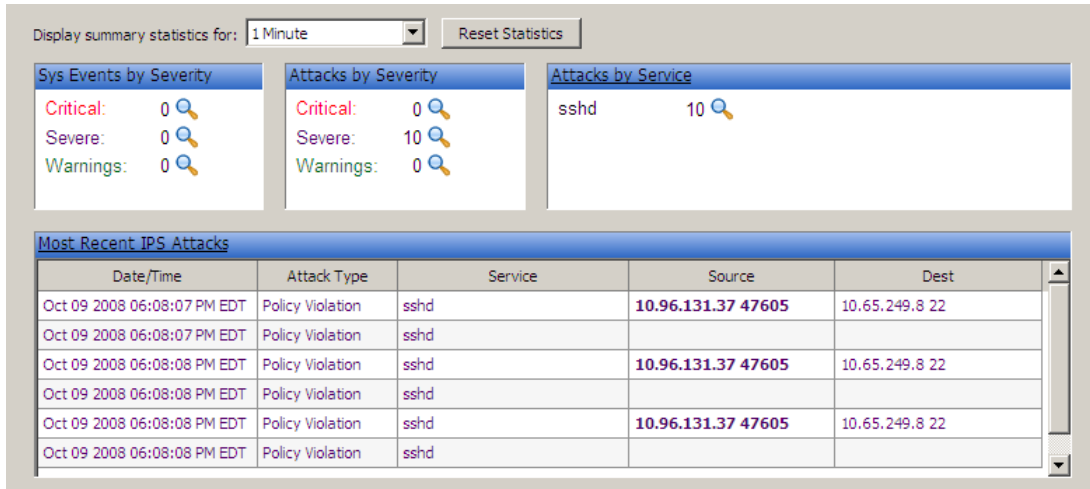 Display summary statistics for: 1 Minute Reset Statistics
Sys Events by Severity
Critical: 0
Severe: 0
Warnings: 0
Attacks by Severity
Critical: 0
Severe: 10
Warnings: 0
Attacks by Service
sshd 10
Most Recent IPS Attacks
Date/Time Attack Type Service Source Dest
Oct 09 2008 06:08:07 PM EDT Policy Violation sshd 10.96.131.37 47605 10.65.249.8 22
Oct 09 2008 06:08:07 PM EDT Policy Violation sshd
Oct 09 2008 06:08:08 PM EDT Policy Violation sshd 10.96.131.37 47605 10.65.249.8 22
Oct 09 2008 06:08:08 PM EDT Policy Violation sshd
Oct 09 2008 06:08:08 PM EDT Policy Violation sshd 10.96.131.37 47605 10.65.249.8 22
Oct 09 2008 06:08:08 PM EDT Policy Violation sshd